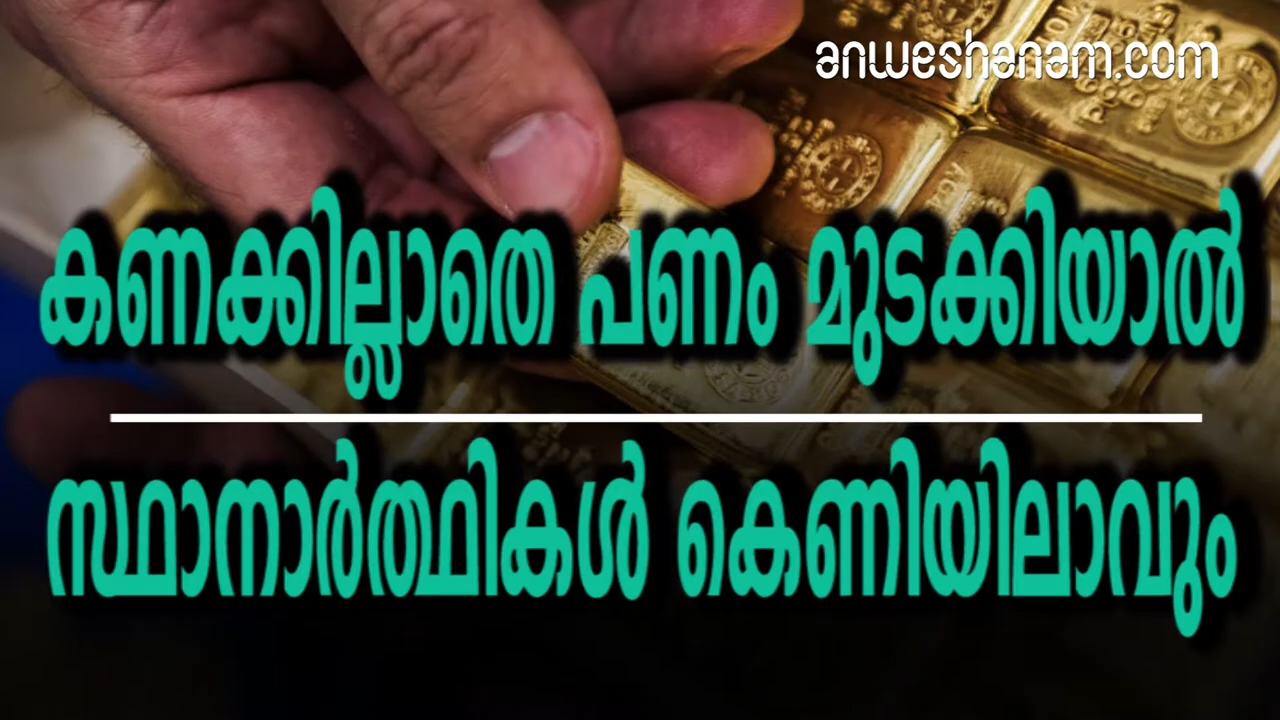 anweshanam.com
കണക്കില്ലാതെ പണം മുടക്കിയാൽ
സ്ഥാനാർത്ഥികൾ കെണിയിലാവും